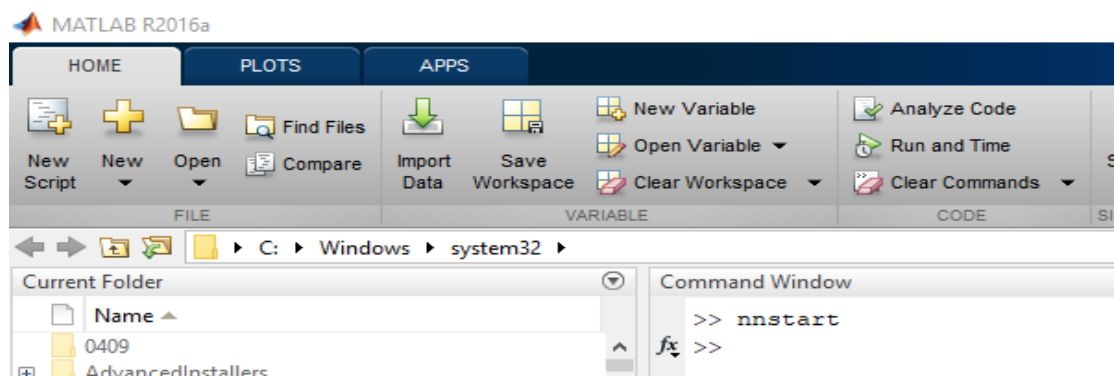 MATLAB R2016a
HOME PLOTS APPS
New Script
New
Open
Find Files
Compare
Import Data
Save Workspace
New Variable
Open Variable
Clear Workspace
Analyze Code
Run and Time
Clear Commands
FILE VARIABLE CODE
C: Windows system32
Current Folder
Name
0409
AdvancedInstallers
Command Window
>> nnstart
fx >>